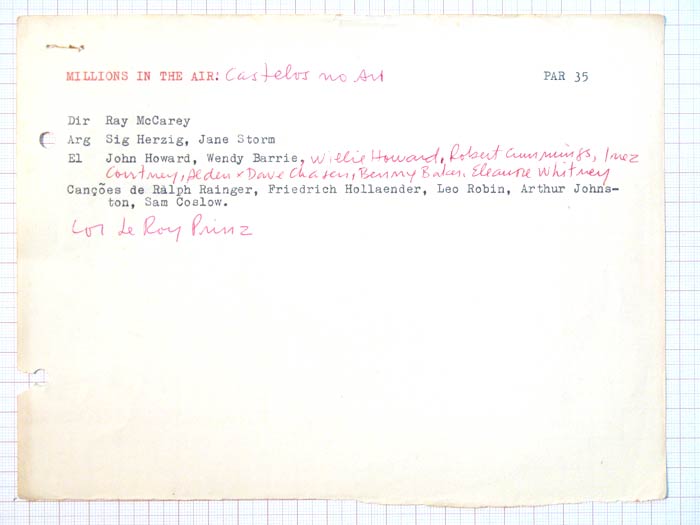 MILLIONS IN THE AIR: Castelos no Ar PAR 35
Dir Ray McCarey
Arg Sig Herzig, Jane Storm
El John Howard, Wendy Barrie, Willie Howard, Robert Cummings, Inez
Courtney, Alden & Dave Chasen, Benny Baker, Eleanore Whitney
Canções de Ralph Rainger, Friedrich Hollaender, Leo Robin, Arthur Johns-
ton, Sam Coslow.
Cor Le Roy Prinz